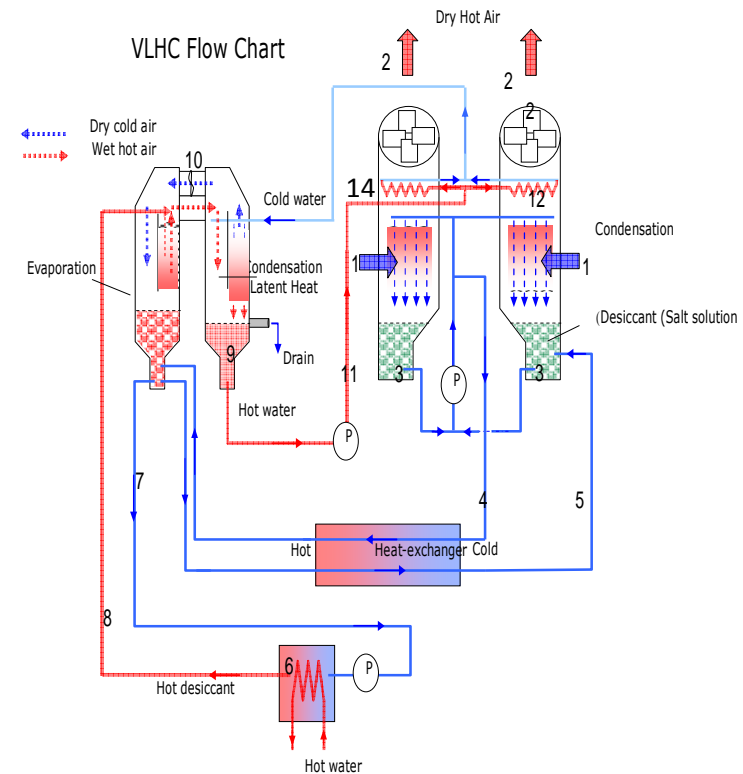 Dry Hot Air
VLHC Flow Chart
2
2
2
Dry cold air
Wet hot air
10
Cold water
14
12
Condensation
Evaporation
ondensation
Latent Heat
1
1
(Desiccant (Salt solution
9
Drain
11
3
3
P
Hot water
P
7
4
5
Hot
Heat-exchanger
Cold
8
6
P
Hot desiccant
Hot water